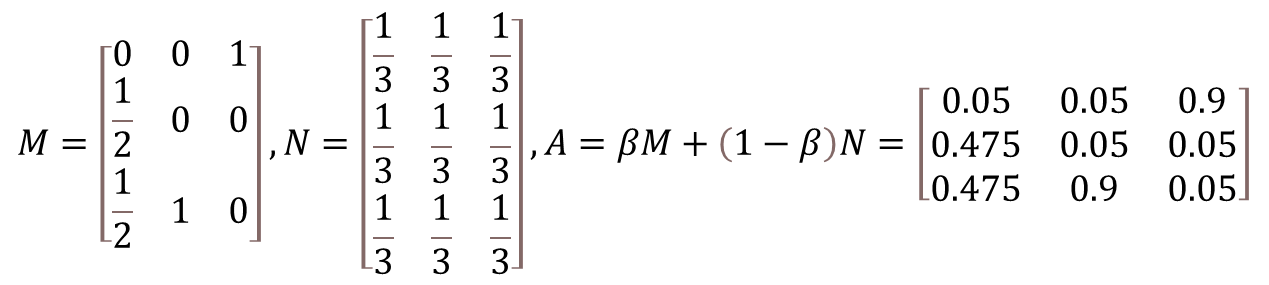 M = [0 0 1; 1/2 0 0; 1/2 1 0], N = [1/3 1/3 1/3; 1/3 1/3 1/3; 1/3 1/3 1/3], A = βM + (1 − β)N = [0.05 0.05 0.9; 0.475 0.05 0.05; 0.475 0.9 0.05]